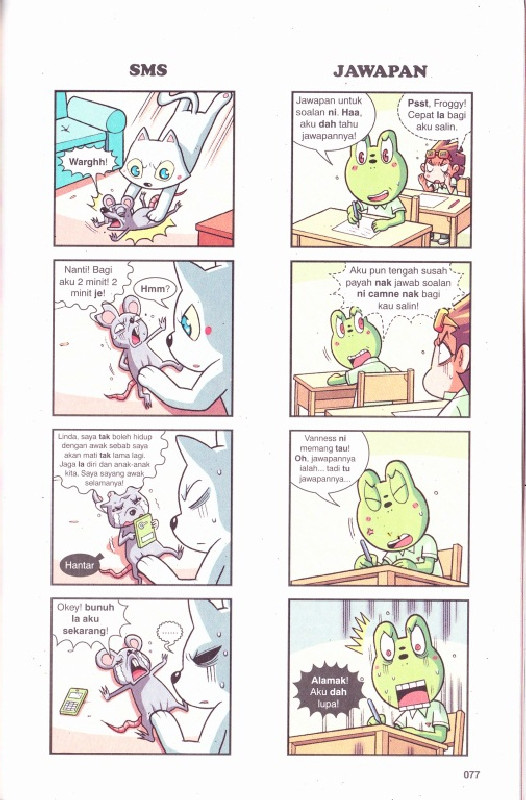 SMS
Warghh!
Nanti! Bagi
aku 2 minit! 2
minit je!
Hmm?
Linda, saya tak boleh hidup
dengan awak sebab saya
akan mati tak lama lagi.
Jaga la diri dan anak-anak
kita. Saya sayang awak
selamanya!
Hantar
Okey! bunuh
la aku
sekarang!
.......
JAWAPAN
Jawapan untuk
soalan ni. Haa,
aku dah tahu
jawapannya!
Psst, Froggy!
Cepat la bagi
aku salin.
Aku pun tengah susah
payah nak jawab soalan
ni camne nak bagi
kau salin!
Vanness ni
memang tau!
Oh, jawapannya
ialah... tadi tu
jawapannya...
Alamak!
Aku dah
lupa!
077